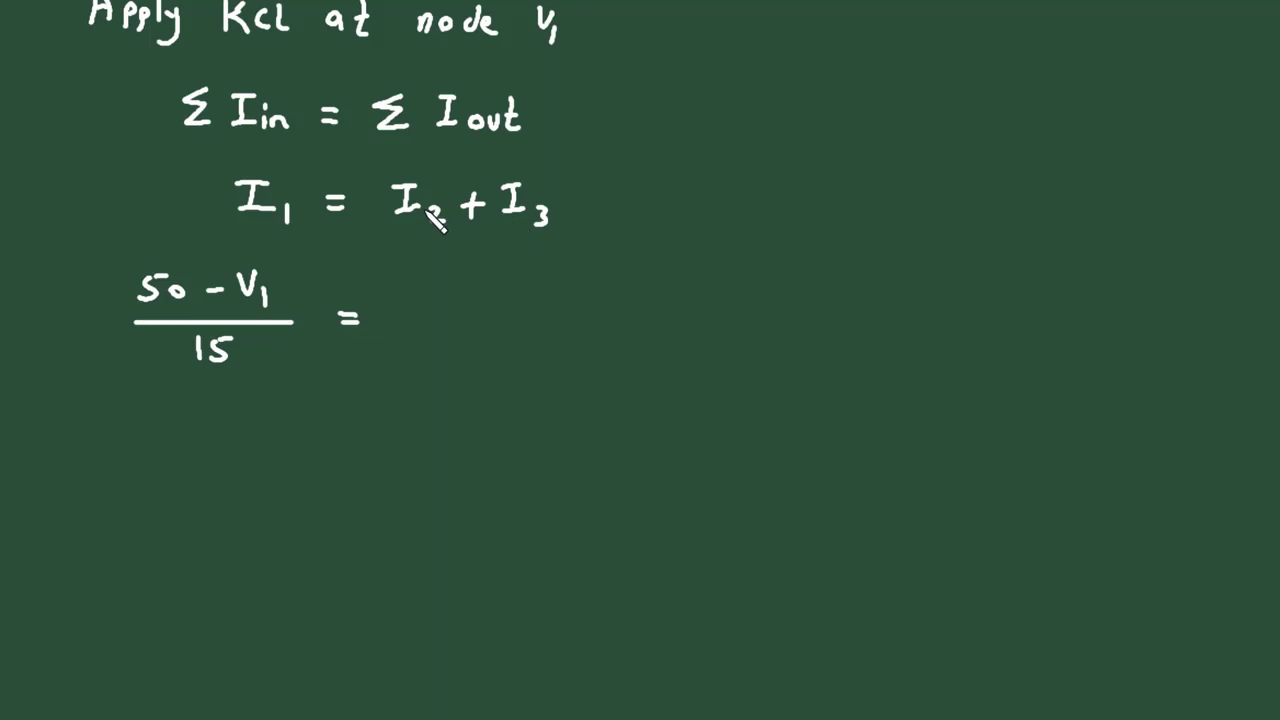 Apply KCL at node V₁
Σ Iin = Σ Iout
I₁ = I₂ + I₃
50 - V₁
15
=